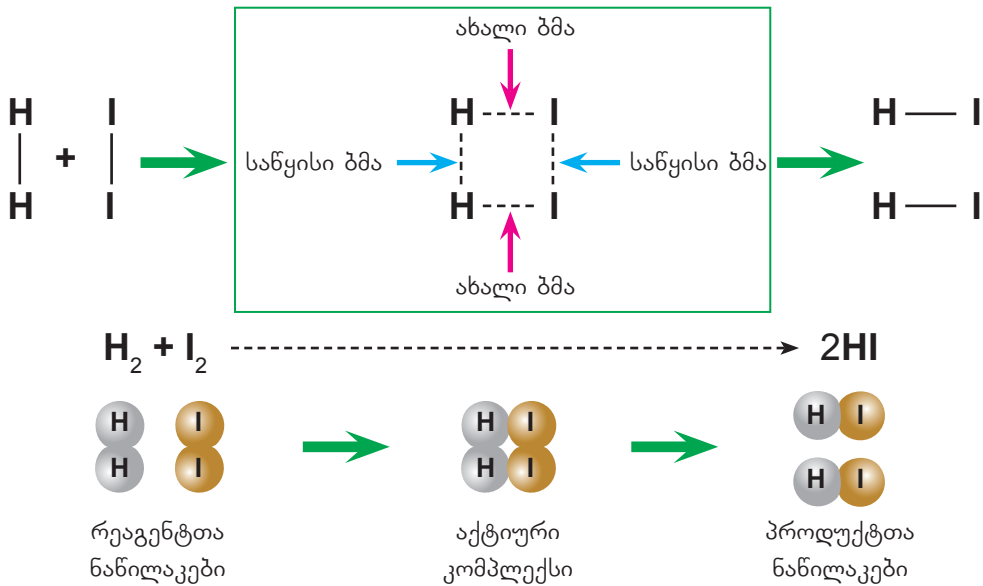 ახალი ბმა
H I H I
H — I
+ საწყისი ბმა საწყისი ბმა
H I H I
H — I
ახალი ბმა
H₂ + I₂ 2HI
H I H I H I
H I H I H I
რეაგენტთა აქტიური პროდუქტთა
ნაწილაკები კომპლექსი ნაწილაკები